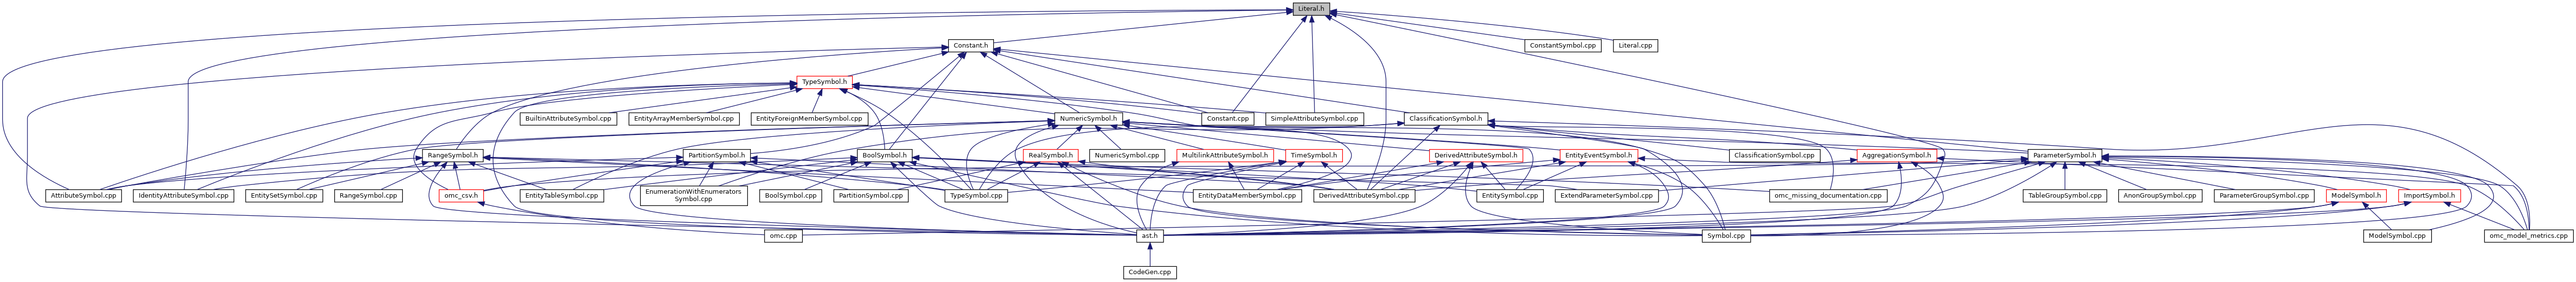 Literal.h
Constant.h
ConstantSymbol.cpp
Literal.cpp
TypeSymbol.h
BuiltinAttributeSymbol.cpp
EntityArrayMemberSymbol.cpp
EntityForeignMemberSymbol.cpp
NumericSymbol.h
Constant.cpp
SimpleAttributeSymbol.cpp
ClassificationSymbol.h
RangeSymbol.h
PartitionSymbol.h
BoolSymbol.h
RealSymbol.h
NumericSymbol.cpp
MultilinkAttributeSymbol.h
TimeSymbol.h
DerivedAttributeSymbol.h
EntityEventSymbol.h
ClassificationSymbol.cpp
AggregationSymbol.h
ParameterSymbol.h
AttributeSymbol.cpp
IdentityAttributeSymbol.cpp
EntitySetSymbol.cpp
RangeSymbol.cpp
omc_csv.h
EntityTableSymbol.cpp
EnumerationWithEnumerators
Symbol.cpp
BoolSymbol.cpp
PartitionSymbol.cpp
TypeSymbol.cpp
EntityDataMemberSymbol.cpp
DerivedAttributeSymbol.cpp
EntitySymbol.cpp
ExtendParameterSymbol.cpp
omc_missing_documentation.cpp
TableGroupSymbol.cpp
AnonGroupSymbol.cpp
ParameterGroupSymbol.cpp
ModelSymbol.h
ImportSymbol.h
omc.cpp
ast.h
Symbol.cpp
ModelSymbol.cpp
omc_model_metrics.cpp
CodeGen.cpp